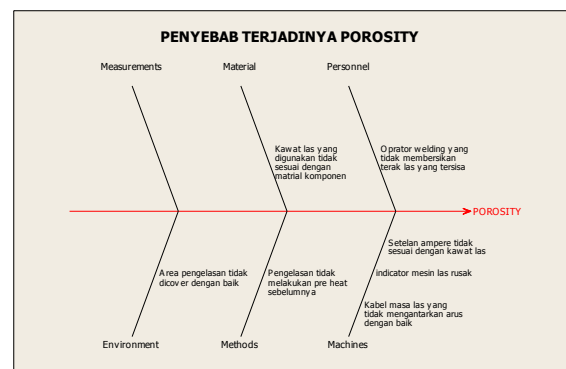 PENYEBAB TERJADINYA POROSITY
Measurements
Material
Personnel
Kawat las yang
digunakan tidak
sesuai dengan
matrial komponen
Oprator welding yang
tidak membersikan
terak las yang tersisa
POROSITY
Setelan ampere tidak
sesuai dengan kawat las
indicator mesin las rusak
Kabel masa las yang
tidak mengantarkan arus
dengan baik
Area pengelasan tidak
dicover dengan baik
Pengelasan tidak
melakukan pre heat
sebelumnya
Environment
Methods
Machines